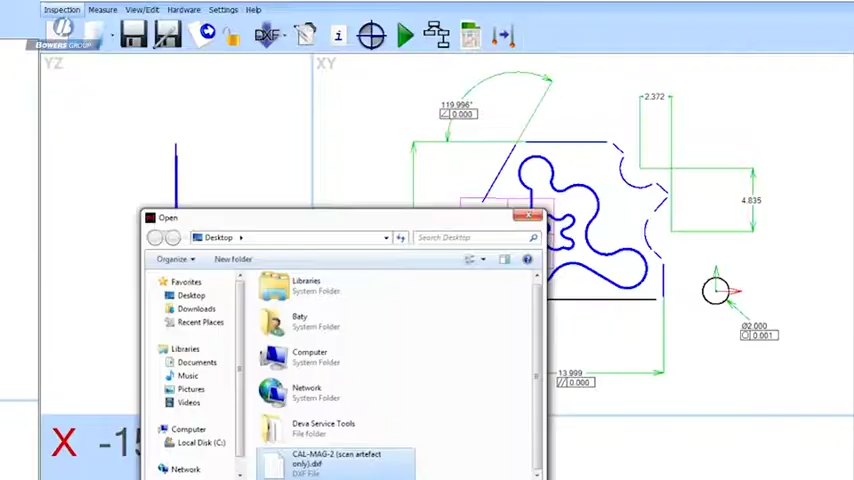 Inspection Measure View/Edit Hardware Settings Help
BOWERS GROUP
DXF
i
YZ
XY
119.996°
0.000
2.372
4.835
Ø2.000
0.001
13.999
0.000
X -15
Open
Desktop
Search Desktop
Organize
New folder
Favorites
Desktop
Downloads
Recent Places
Libraries
Documents
Music
Pictures
Videos
Computer
Local Disk (C:)
Network
Libraries
System Folder
Baty
System Folder
Computer
System Folder
Network
System Folder
Deva Service Tools
File folder
CAL-MAG-2 (scan artefact
only).dxf
DXF File